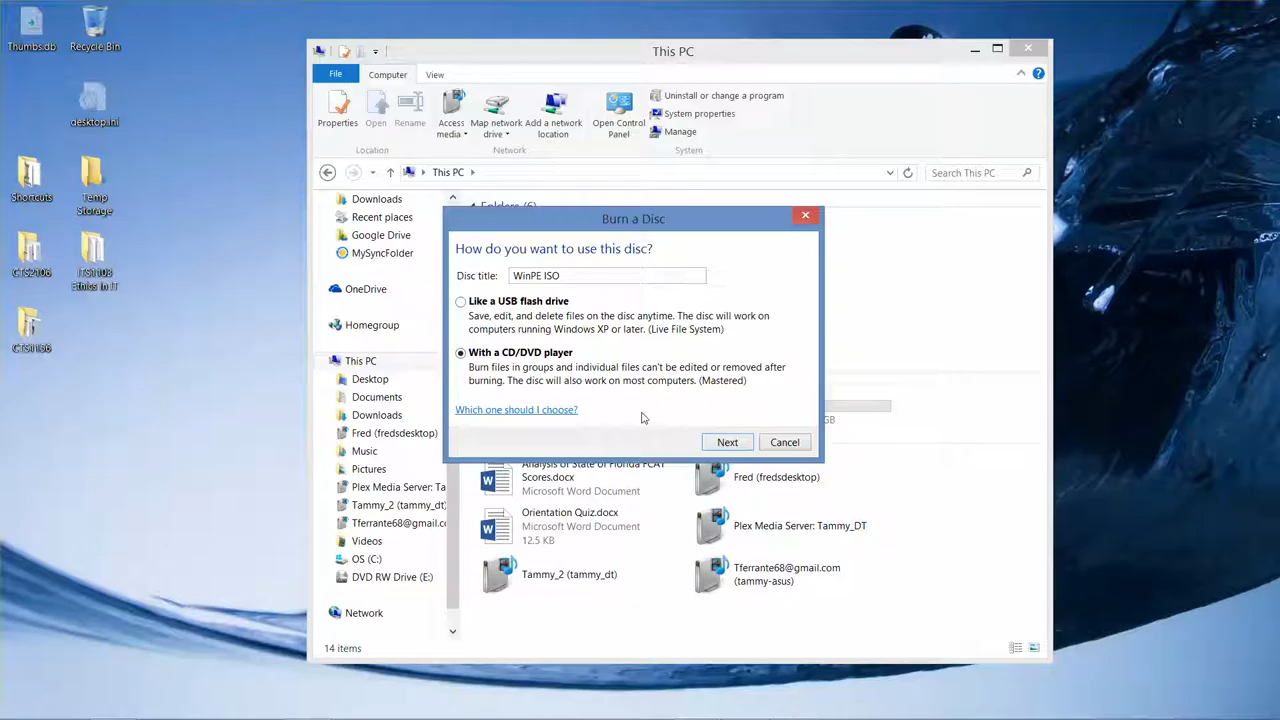 Thumbs.db
Recycle Bin
desktop.ini
Shortcuts
Temp
Storage
CTS2106
ITS1103
Ethics in IT
CTS1156
This PC
File
Computer
View
Properties
Open
Rename
Access
media
Map network
drive
Add a network
location
Open Control
Panel
Uninstall or change a program
System properties
Manage
Location
Network
System
This PC
Search This PC
Downloads
Recent places
Google Drive
MySyncFolder
OneDrive
Homegroup
This PC
Desktop
Documents
Downloads
Fred (fredsdesktop)
Music
Pictures
Plex Media Server: Ta
Tammy_2 (tammy_dt)
Tferrante68@gmail.c
Videos
OS (C:)
DVD RW Drive (E:)
Network
Folders (6)
Burn a Disc
How do you want to use this disc?
Disc title:
WinPE ISO
Like a USB flash drive
Save, edit, and delete files on the disc anytime. The disc will work on
computers running Windows XP or later. (Live File System)
With a CD/DVD player
Burn files in groups and individual files can't be edited or removed after
burning. The disc will also work on most computers. (Mastered)
Which one should I choose?
Next
Cancel
GB
Analysis of State of Florida FCAT
Scores.docx
Microsoft Word Document
Fred (fredsdesktop)
Orientation Quiz.docx
Microsoft Word Document
12.5 KB
Plex Media Server: Tammy_DT
Tammy_2 (tammy_dt)
Tferrante68@gmail.com
(tammy-asus)
14 items